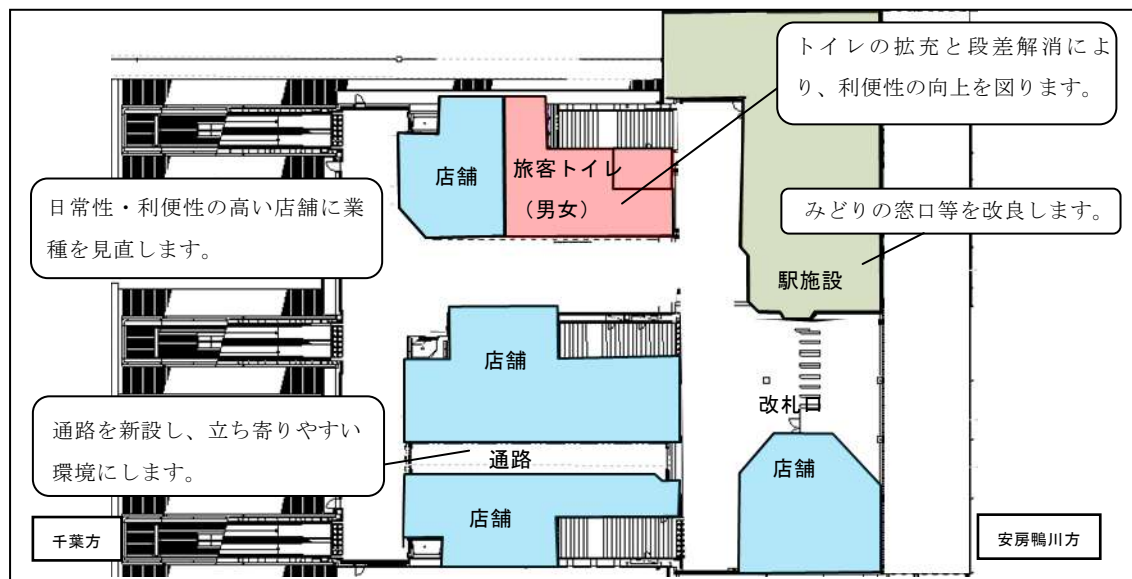 トイレの拡充と段差解消によ
り、利便性の向上を図ります。
店舗
旅客トイレ
（男女）
日常性・利便性の高い店舗に業
種を見直します。
みどりの窓口等を改良します。
駅施設
店舗
改札口
通路を新設し、立ち寄りやすい
環境にします。
通路
店舗
店舗
千葉方
安房鴨川方